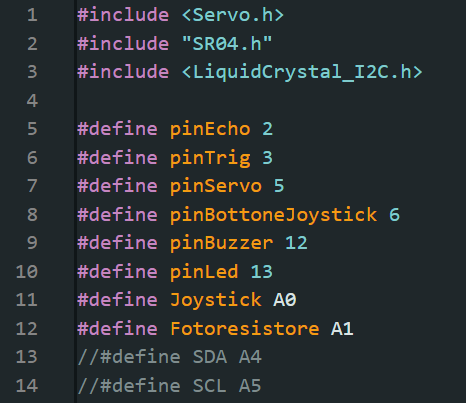 1 #include <Servo.h>
2 #include "SR04.h"
3 #include <LiquidCrystal_I2C.h>
4
5 #define pinEcho 2
6 #define pinTrig 3
7 #define pinServo 5
8 #define pinBottoneJoystick 6
9 #define pinBuzzer 12
10 #define pinLed 13
11 #define Joystick A0
12 #define Fotoresistore A1
13 //#define SDA A4
14 //#define SCL A5